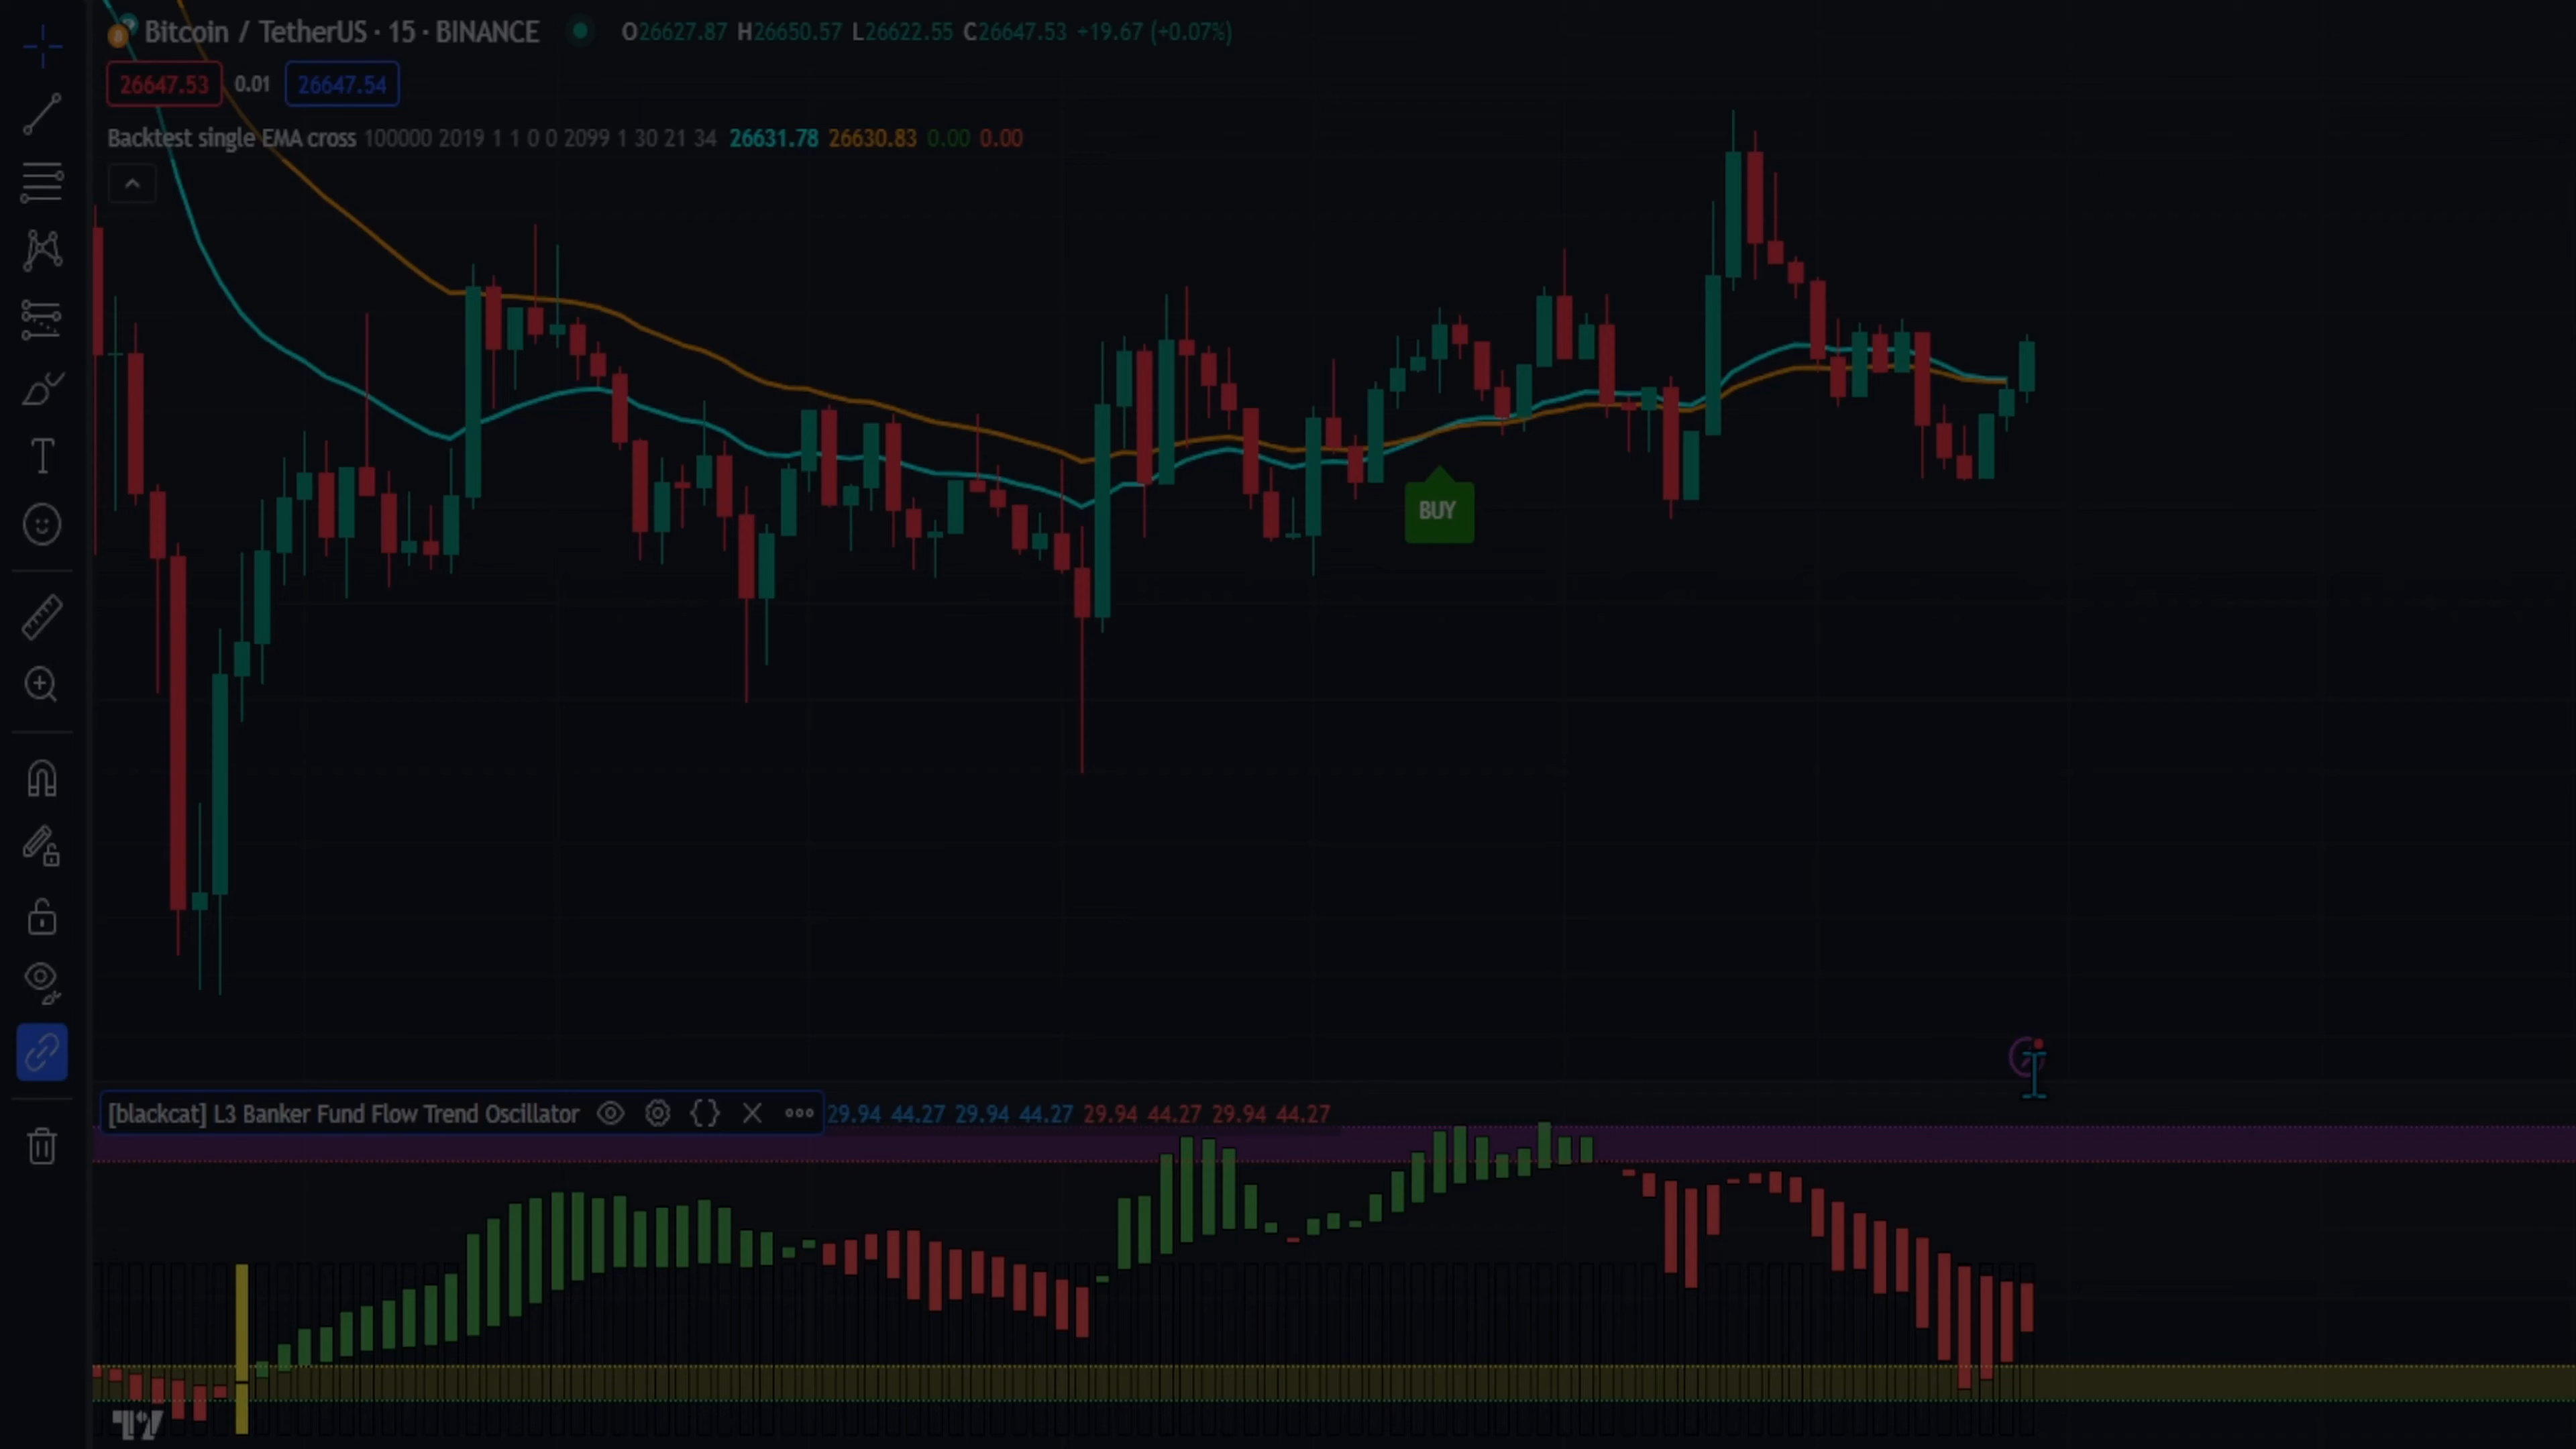 Bitcoin / TetherUS · 15 · BINANCE O26627.87 H26650.57 L26622.55 C26647.53 +19.67 (+0.07%)
26647.53 0.01 26647.54
Backtest single EMA cross 100000 2019 1 1 0 0 2099 1 30 21 34 26631.78 26630.83 0.00 0.00
BUY
[blackcat] L3 Banker Fund Flow Trend Oscillator 29.94 44.27 29.94 44.27 29.94 44.27 29.94 44.27